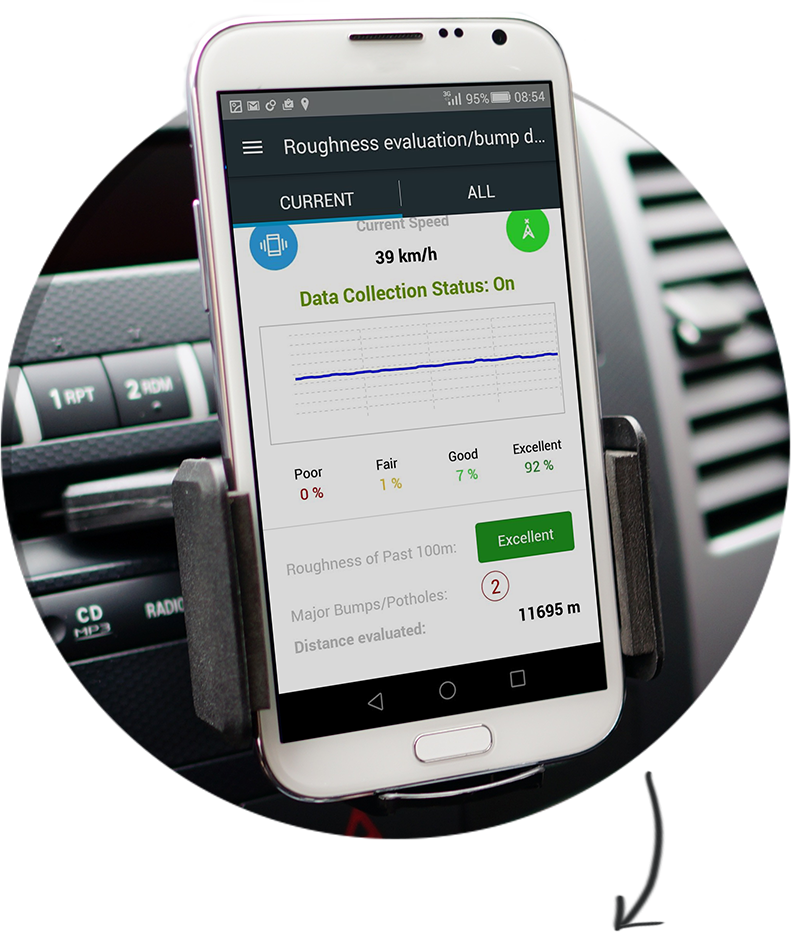 3G 95% 08:54
Roughness evaluation/bump d...
CURRENT ALL
Current Speed
39 km/h
Data Collection Status: On
Poor Fair Good Excellent
0 % 1 % 7 % 92 %
Roughness of Past 100m: Excellent
Major Bumps/Potholes: 2
Distance evaluated: 11695 m
1 RPT 2 RDM
CD RADIO
MP3